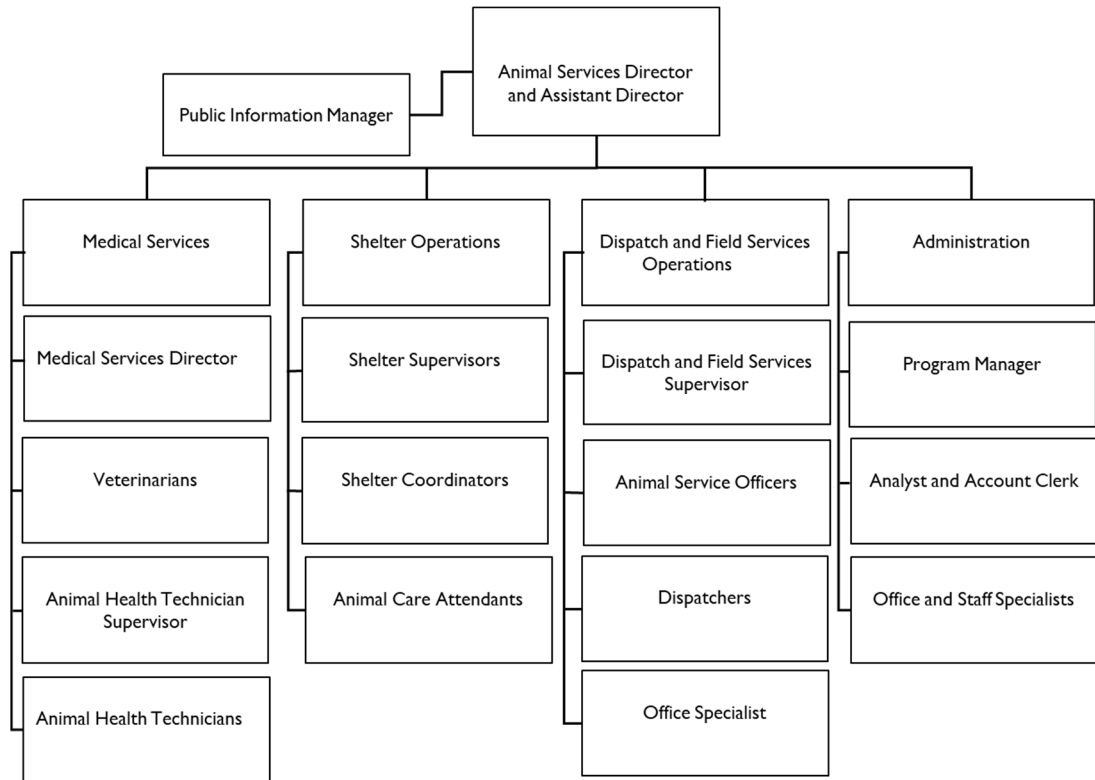 Animal Services Director
and Assistant Director
Public Information Manager
Medical Services
Medical Services Director
Veterinarians
Animal Health Technician
Supervisor
Animal Health Technicians
Shelter Operations
Shelter Supervisors
Shelter Coordinators
Animal Care Attendants
Dispatch and Field Services
Operations
Dispatch and Field Services
Supervisor
Animal Service Officers
Dispatchers
Office Specialist
Administration
Program Manager
Analyst and Account Clerk
Office and Staff Specialists